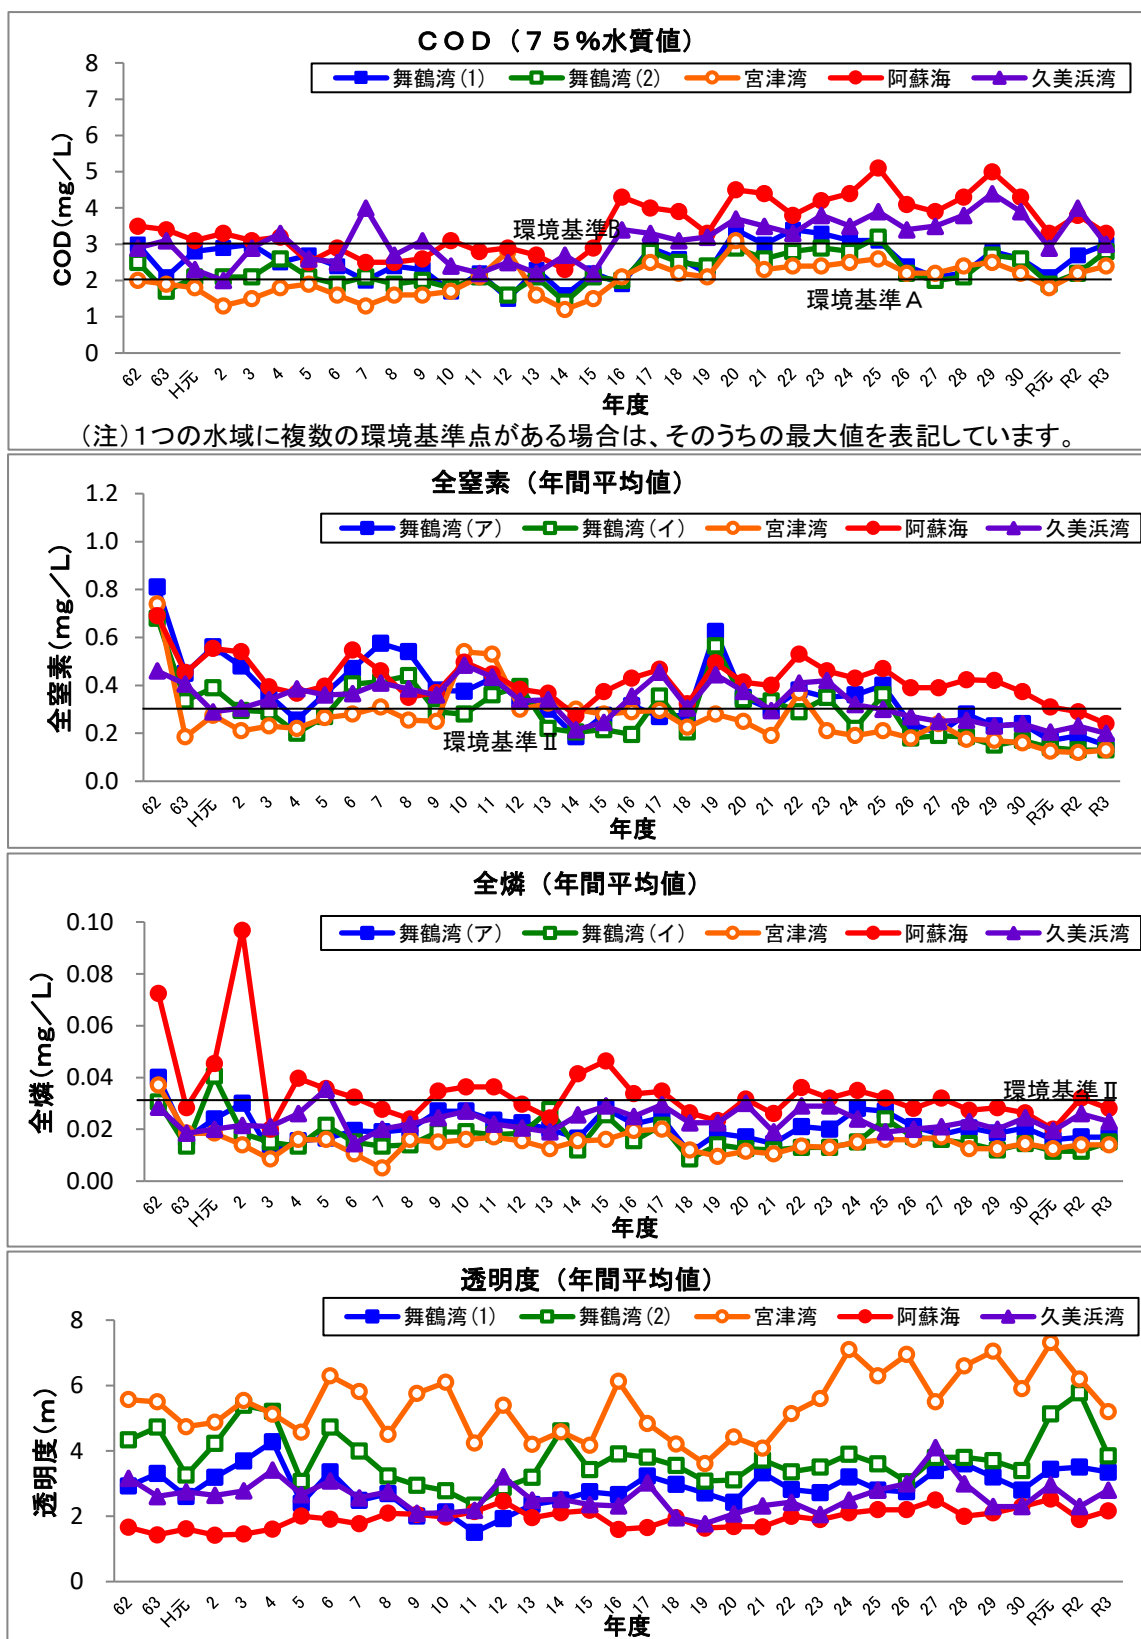 ＣＯＤ（７５％水質値）
舞鶴湾(1) 舞鶴湾(2) 宮津湾 阿蘇海 久美浜湾
8
7
6
5
4
3
2
1
0
COD(mg／L)
環境基準B
環境基準Ａ
62 63 H元 2 3 4 5 6 7 8 9 10 11 12 13 14 15 16 17 18 19 20 21 22 23 24 25 26 27 28 29 30 R元 R2 R3
年度
（注）１つの水域に複数の環境基準点がある場合は、そのうちの最大値を表記しています。
全窒素（年間平均値）
舞鶴湾(ア) 舞鶴湾(イ) 宮津湾 阿蘇海 久美浜湾
1.2
1.0
0.8
0.6
0.4
0.2
0.0
全窒素(mg／L)
環境基準Ⅱ
62 63 H元 2 3 4 5 6 7 8 9 10 11 12 13 14 15 16 17 18 19 20 21 22 23 24 25 26 27 28 29 30 R元 R2 R3
年度
全燐（年間平均値）
舞鶴湾(ア) 舞鶴湾(イ) 宮津湾 阿蘇海 久美浜湾
0.10
0.08
0.06
0.04
0.02
0.00
全燐(mg／L)
環境基準Ⅱ
62 63 H元 2 3 4 5 6 7 8 9 10 11 12 13 14 15 16 17 18 19 20 21 22 23 24 25 26 27 28 29 30 R元 R2 R3
年度
透明度（年間平均値）
舞鶴湾(1) 舞鶴湾(2) 宮津湾 阿蘇海 久美浜湾
8
6
4
2
0
透明度(m)
62 63 H元 2 3 4 5 6 7 8 9 10 11 12 13 14 15 16 17 18 19 20 21 22 23 24 25 26 27 28 29 30 R元 R2 R3
年度